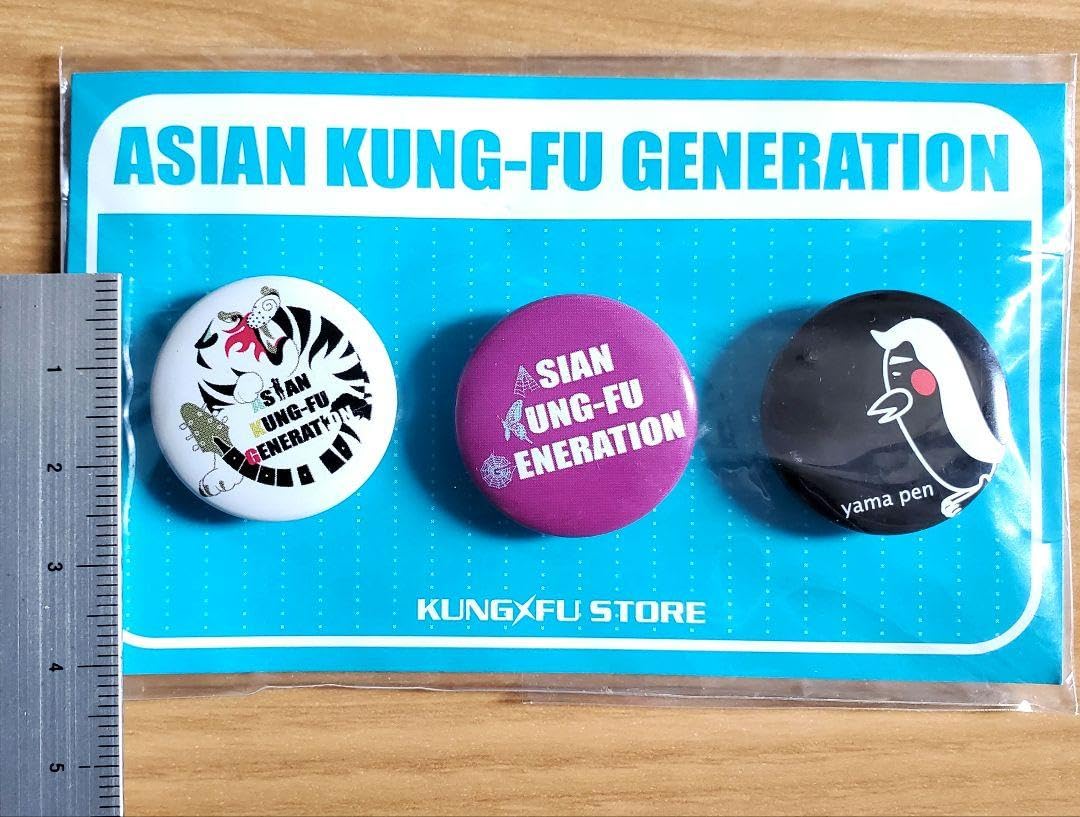 ASIAN KUNG-FU GENERATION
ASIAN
KUNG-FU
GENERATION
ASIAN
KUNG-FU
GENERATION
yama pen
KUNG FU STORE
1
2
3
4
5